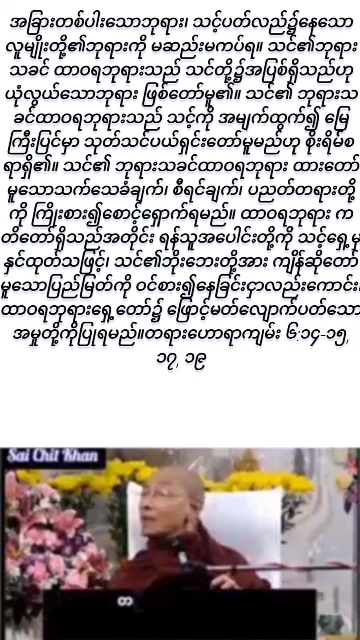 အခြားတစ်ပါးသောဘုရား၊ သင့်ပတ်လည်၌နေသော
လူမျိုးတို့၏ဘုရားကို မဆည်းမကပ်ရ။ သင်၏ဘုရား
သခင် ထာဝရဘုရားသည် သင်တို့၌အပြစ်ရှိသည်ဟု
ယုံလွယ်သောဘုရား ဖြစ်တော်မူ၏။ သင်၏ ဘုရားသ
ခင်ထာဝရဘုရားသည် သင့်ကို အမျက်ထွက်၍ မြေ
ကြီးပြင်မှာ သုတ်သင်ပယ်ရှင်းတော်မူမည်ဟု စိုးရိမ်စ
ရာရှိ၏။ သင်၏ ဘုရားသခင်ထာဝရဘုရား ထားတော်
မူသောသက်သေခံချက်၊ စီရင်ချက်၊ ပညတ်တရားတို့
ကို ကြိုးစား၍စောင့်ရှောက်ရမည်။ ထာဝရဘုရား က
တိတော်ရှိသည်အတိုင်း ရန်သူအပေါင်းတို့ကို သင့်ရှေ့မှ
နှင်ထုတ်သဖြင့်၊ သင်၏ဘိုးဘေးတို့အား ကျိန်ဆိုတော်
မူသောပြည်မြတ်ကို ဝင်စား၍နေခြင်းငှာလည်းကောင်း၊
ထာဝရဘုရားရှေ့တော်၌ ဖြောင့်မတ်လျောက်ပတ်သော
အမှုတို့ကိုပြုရမည်။တရားဟောရာကျမ်း ၆:၁၄-၁၅,
၁၇, ၁၉
Sai Chit Khan